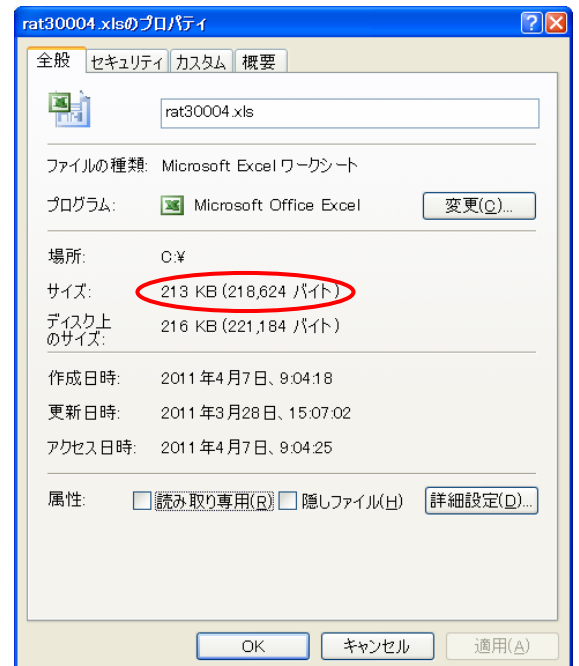 rat30004.xlsのプロパティ
全般 セキュリティ カスタム 概要
rat30004.xls
ファイルの種類: Microsoft Excel ワークシート
プログラム: Microsoft Office Excel 変更(C)...
場所: C:¥
サイズ: 213 KB (218,624 バイト)
ディスク上
のサイズ: 216 KB (221,184 バイト)
作成日時: 2011年4月7日、9:04:18
更新日時: 2011年3月28日、15:07:02
アクセス日時: 2011年4月7日、9:04:25
属性: 読み取り専用(R) 隠しファイル(H) 詳細設定(D)...
OK キャンセル 適用(A)